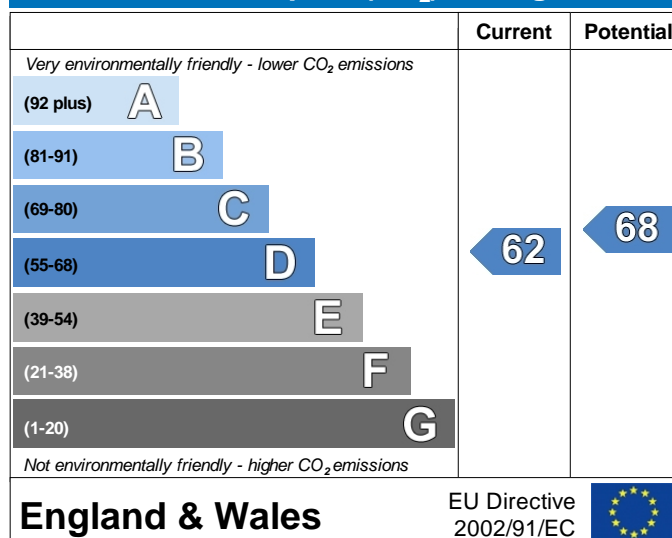 Current Potential
Very environmentally friendly - lower CO₂ emissions
(92 plus) A
(81-91) B
(69-80) C
(55-68) D
(39-54) E
(21-38) F
(1-20) G
62
68
Not environmentally friendly - higher CO₂ emissions
England & Wales
EU Directive
2002/91/EC